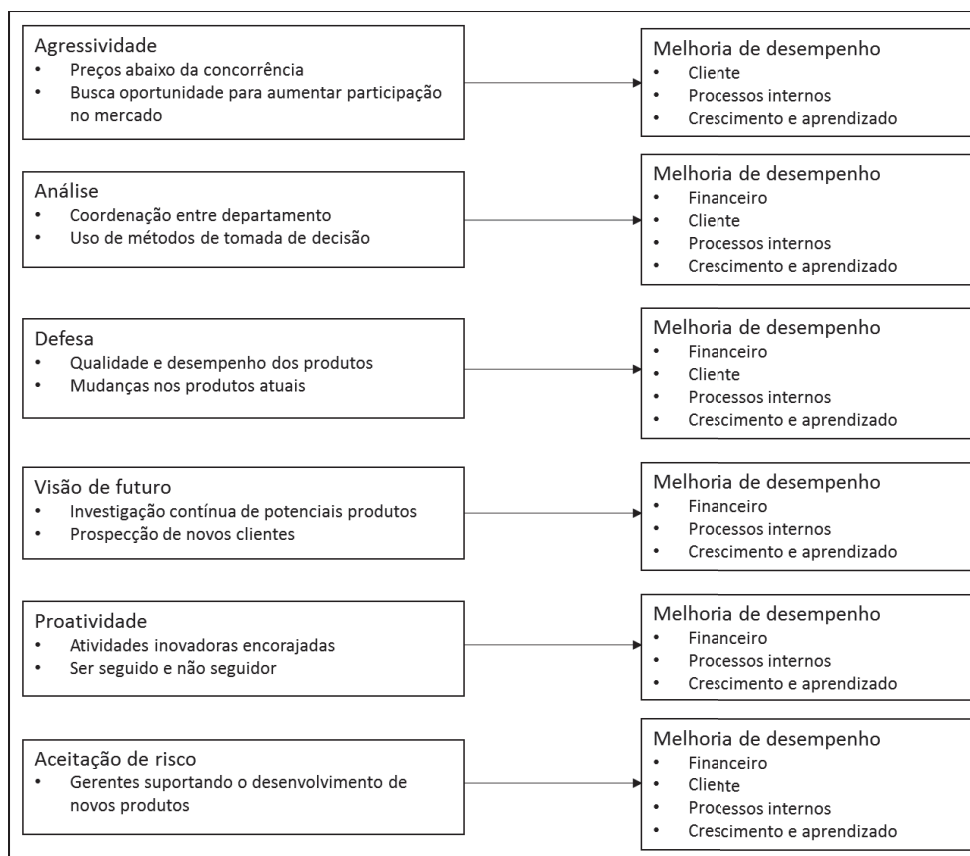 Agressividade
• Preços abaixo da concorrência
• Busca oportunidade para aumentar participação
no mercado
Melhoria de desempenho
• Cliente
• Processos internos
• Crescimento e aprendizado
Análise
• Coordenação entre departamento
• Uso de métodos de tomada de decisão
Melhoria de desempenho
• Financeiro
• Cliente
• Processos internos
• Crescimento e aprendizado
Defesa
• Qualidade e desempenho dos produtos
• Mudanças nos produtos atuais
Melhoria de desempenho
• Financeiro
• Cliente
• Processos internos
• Crescimento e aprendizado
Visão de futuro
• Investigação contínua de potenciais produtos
• Prospecção de novos clientes
Melhoria de desempenho
• Financeiro
• Processos internos
• Crescimento e aprendizado
Proatividade
• Atividades inovadoras encorajadas
• Ser seguido e não seguidor
Melhoria de desempenho
• Financeiro
• Processos internos
• Crescimento e aprendizado
Aceitação de risco
• Gerentes suportando o desenvolvimento de
novos produtos
Melhoria de desempenho
• Financeiro
• Cliente
• Processos internos
• Crescimento e aprendizado